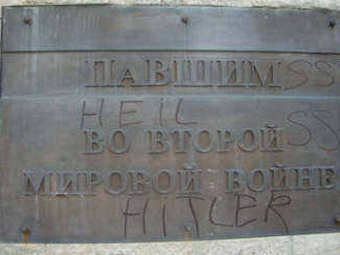 ПаВШИМ SS
HEIL
ВО ВТОРОЙ SS
МИРОВОЙ ВОЙНЕ
HITLER